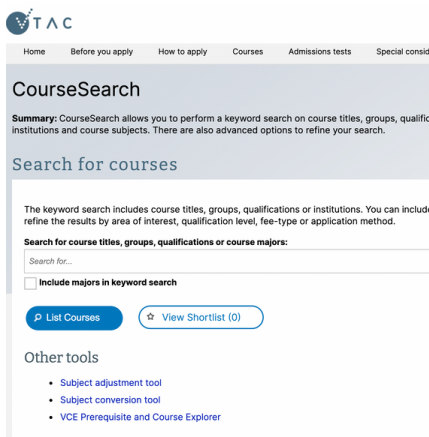 VTAC
Home Before you apply How to apply Courses Admissions tests Special consid
CourseSearch
Summary: CourseSearch allows you to perform a keyword search on course titles, groups, qualific
institutions and course subjects. There are also advanced options to refine your search.
Search for courses
The keyword search includes course titles, groups, qualifications or institutions. You can include
refine the results by area of interest, qualification level, fee-type or application method.
Search for course titles, groups, qualifications or course majors:
Search for...
Include majors in keyword search
List Courses View Shortlist (0)
Other tools
Subject adjustment tool
Subject conversion tool
VCE Prerequisite and Course Explorer